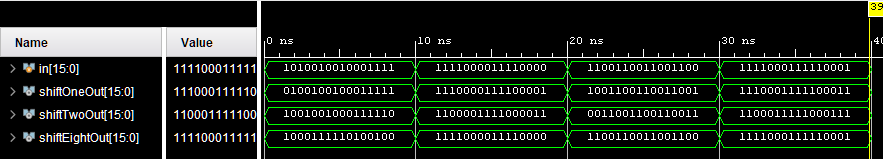 39
0 ns 10 ns 20 ns 30 ns 40
Name Value
in[15:0] 111100011111 1010010010001111 1111000011110000 1100110011001100 1111000111110001
shiftOneOut[15:0] 111000111110 0100100100011111 1110000111100001 1001100110011001 1110001111100011
shiftTwoOut[15:0] 110001111100 1001001000111110 1100001111000011 0011001100110011 1100011111000111
shiftEightOut[15:0] 111100011111 1000111110100100 1111000011110000 1100110011001100 1111000111110001